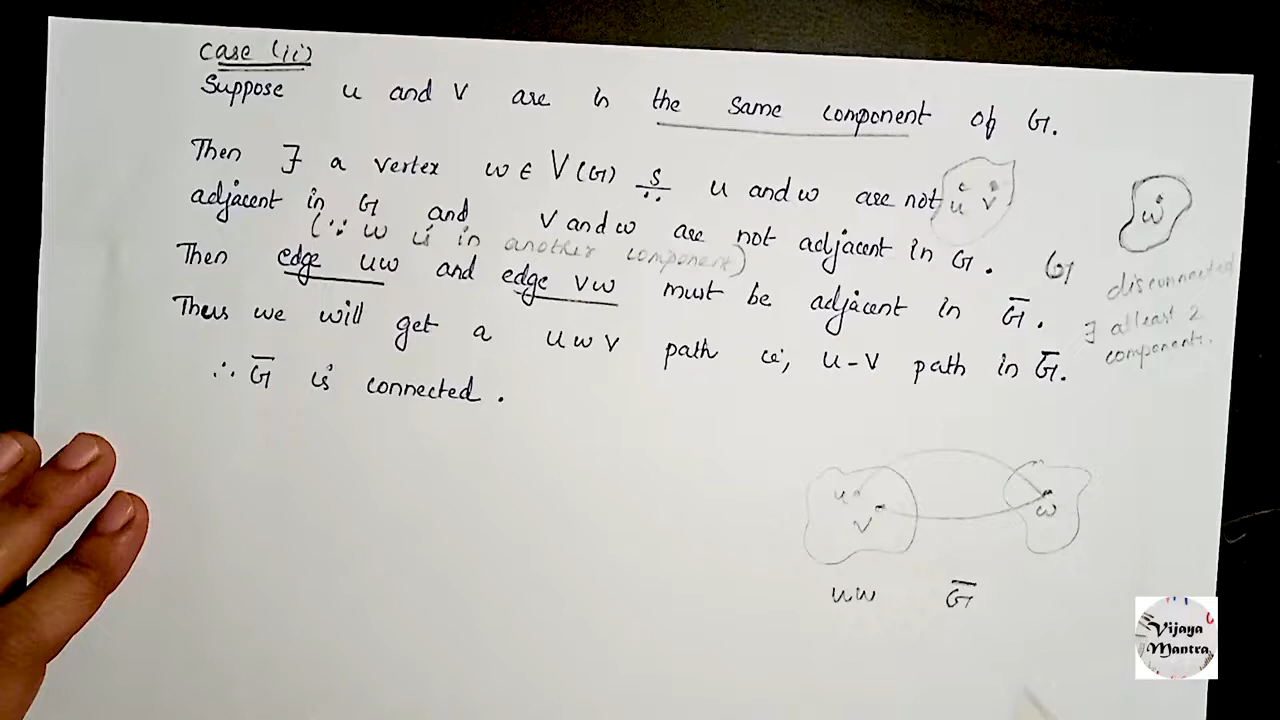 Case (ii)
Suppose u and v are in the same component of G.
Then ∃ a vertex w ∈ V(G) s∴ u and w are not
adjacent in G and v and w are not adjacent in G.
(∵ w is in another component)
Then edge uw and edge vw must be adjacent in G̅.
Thus we will get a u w v path ie, u-v path in G̅.
∴ G̅ is connected.
u v
w
G
disconnected
∃ atleast 2
components.
u
v
w
uw G̅
Vijaya
Mantra